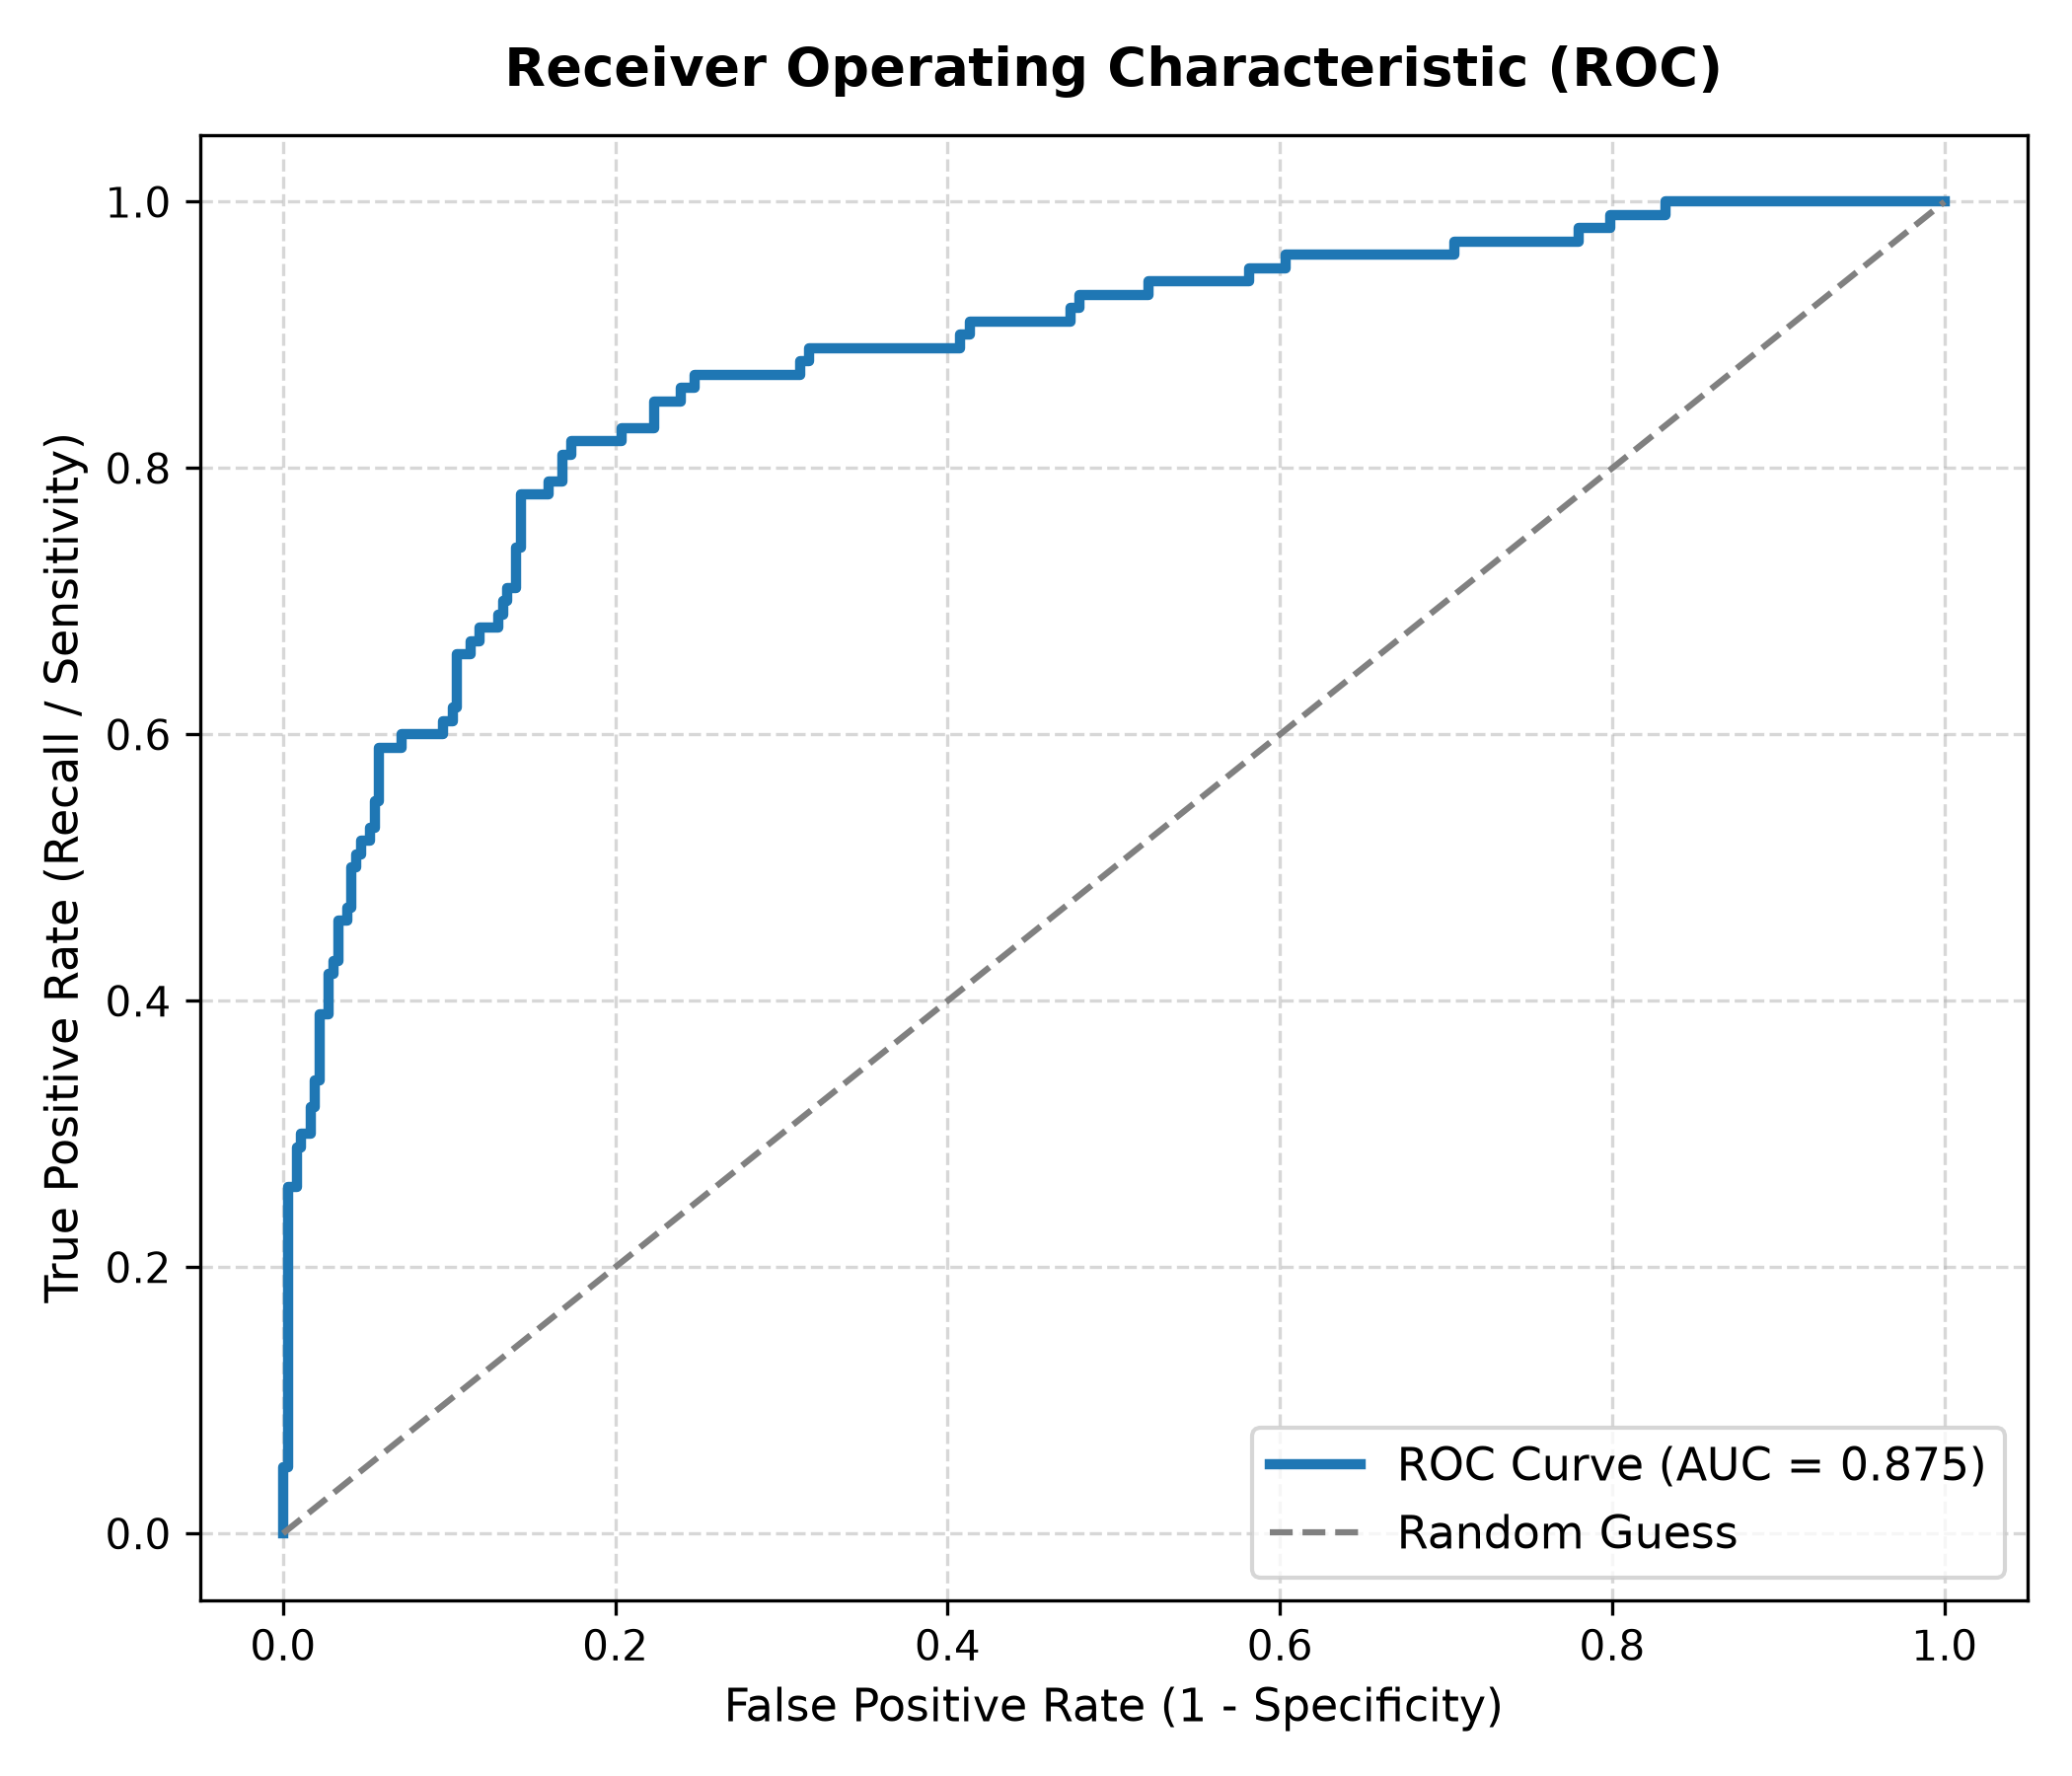 Receiver Operating Characteristic (ROC)
True Positive Rate (Recall / Sensitivity)
1.0
0.8
0.6
0.4
0.2
0.0
ROC Curve (AUC = 0.875)
Random Guess
0.0 0.2 0.4 0.6 0.8 1.0
False Positive Rate (1 - Specificity)